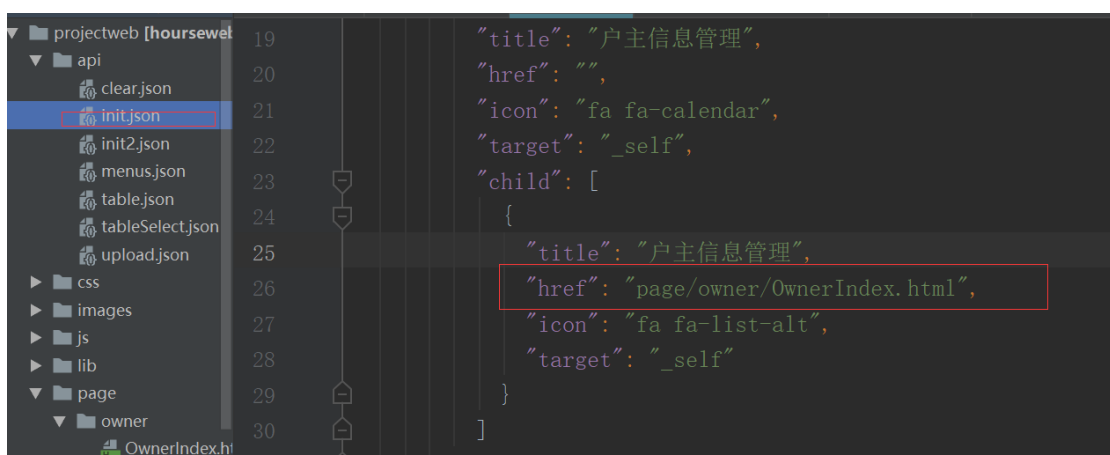 projectweb [hourseweb
api
clear.json
init.json
init2.json
menus.json
table.json
tableSelect.json
upload.json
css
images
js
lib
page
owner
OwnerIndex.ht
19 "title": "户主信息管理",
20 "href": "",
21 "icon": "fa fa-calendar",
22 "target": "_self",
23 "child": [
24 {
25 "title": "户主信息管理",
26 "href": "page/owner/OwnerIndex.html",
27 "icon": "fa fa-list-alt",
28 "target": "_self"
29 }
30 ]